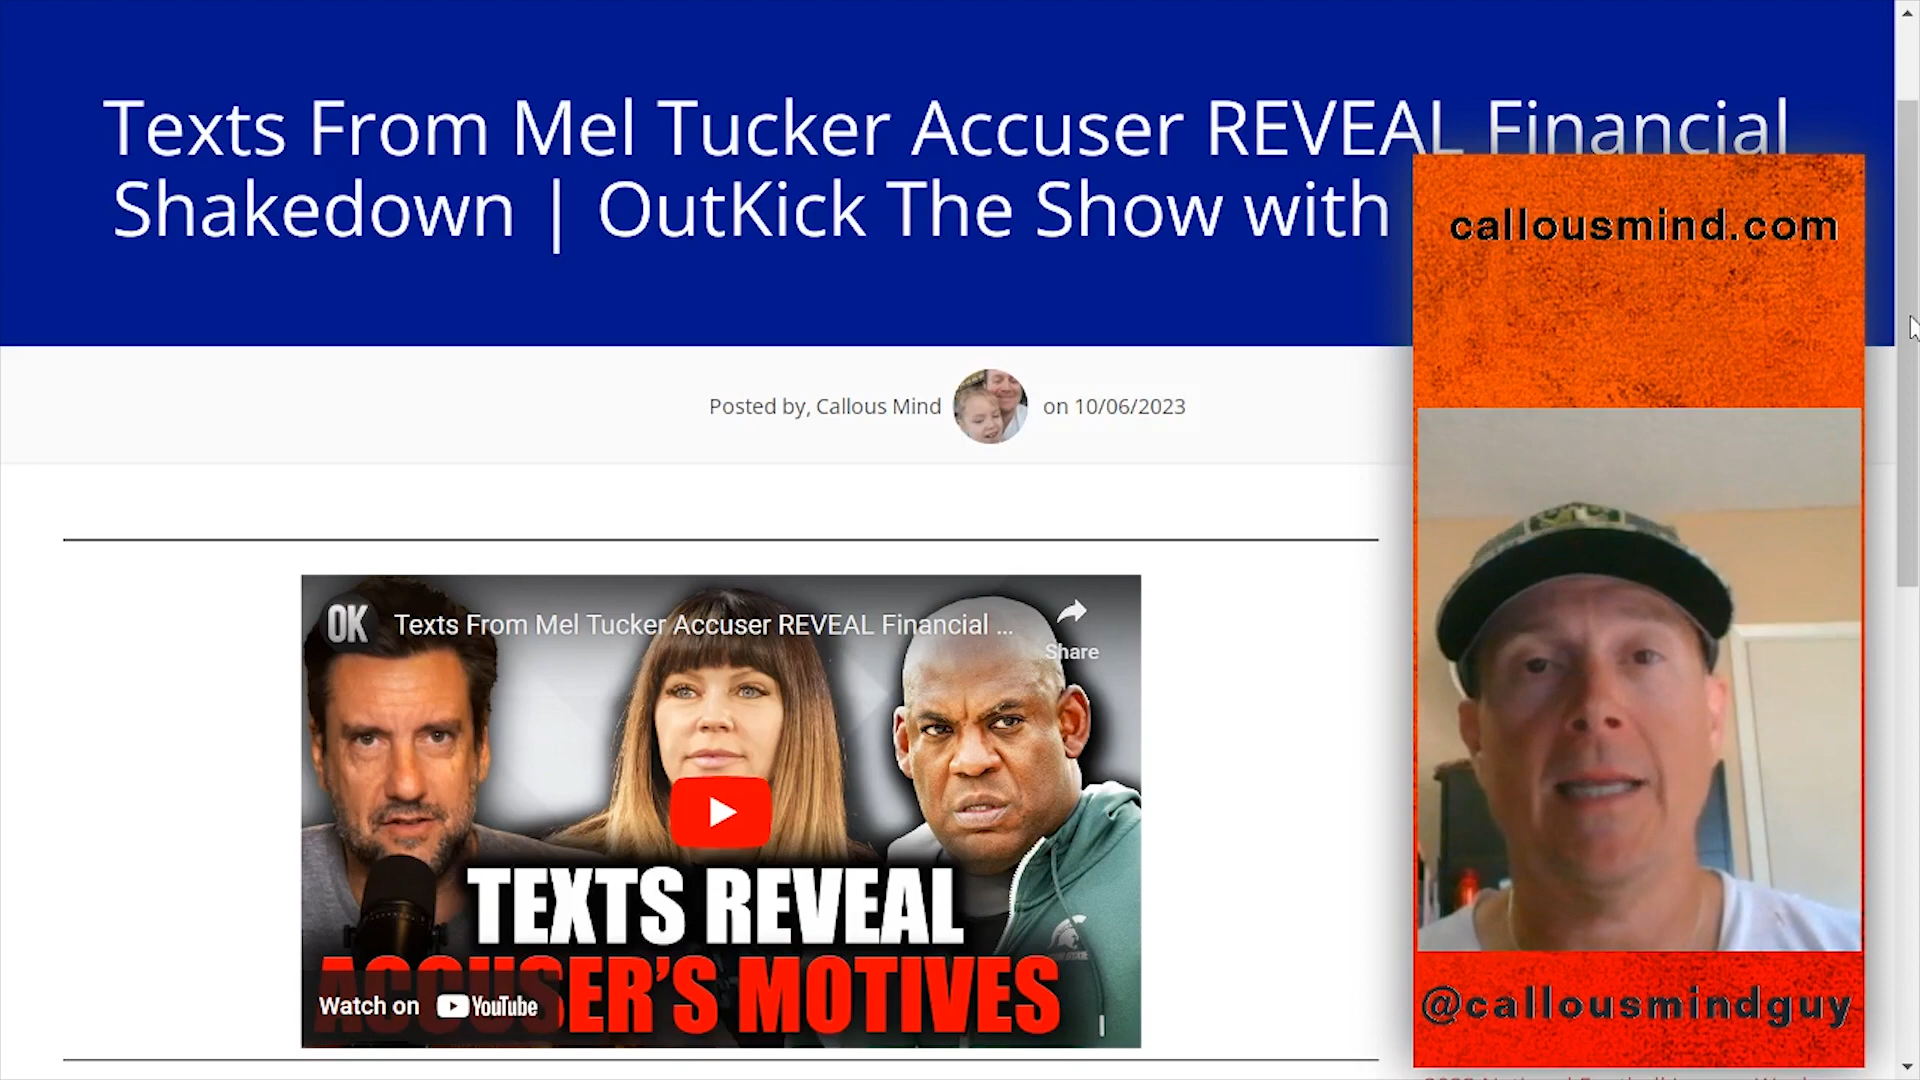 Texts From Mel Tucker Accuser REVEAL Financial
Shakedown | OutKick The Show with
callousmind.com
Posted by, Callous Mind on 10/06/2023
OK Texts From Mel Tucker Accuser REVEAL Financial ...
Share
TEXTS REVEAL
ACCUSER'S MOTIVES
Watch on YouTube
@callousmindguy